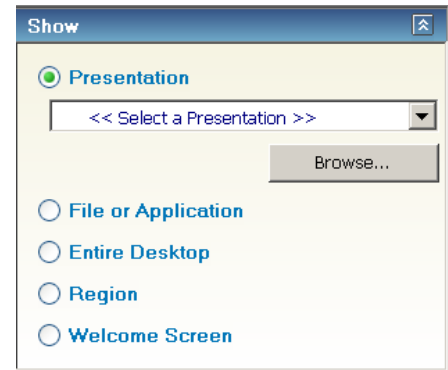 Show
Presentation
<< Select a Presentation >>
Browse...
File or Application
Entire Desktop
Region
Welcome Screen